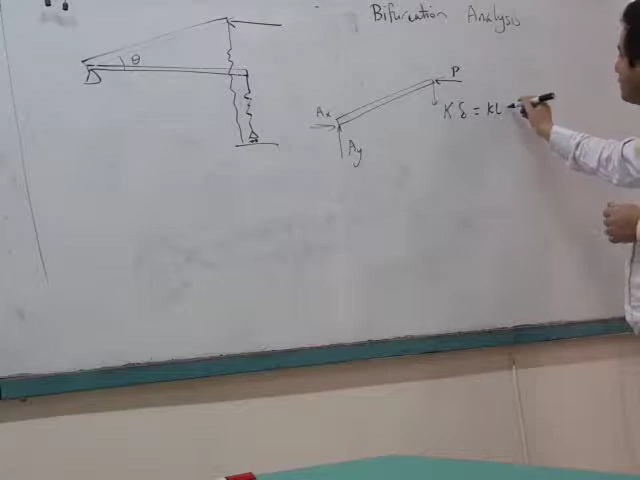 Bifurcation Analysis
θ
P
Ax
Kδ = KL
Ay